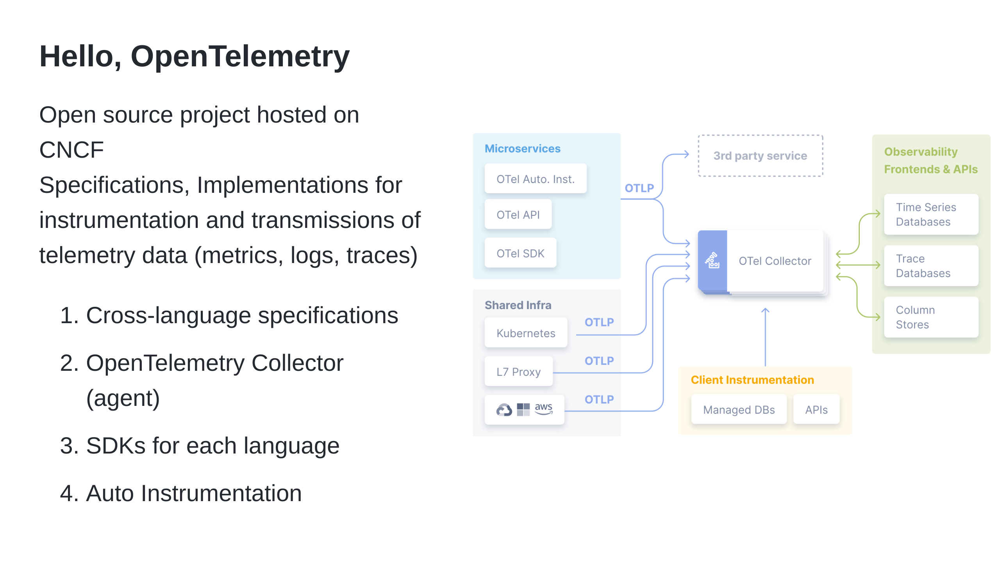 Hello, OpenTelemetry
Open source project hosted on
CNCF
Specifications, Implementations for
instrumentation and transmissions of
telemetry data (metrics, logs, traces)
1. Cross-language specifications
2. OpenTelemetry Collector
(agent)
3. SDKs for each language
4. Auto Instrumentation
Microservices
OTel Auto. Inst.
OTel API
OTel SDK
OTLP
Shared Infra
Kubernetes
OTLP
L7 Proxy
OTLP
aws
OTLP
3rd party service
OTel Collector
Client Instrumentation
Managed DBs
APIs
Observability
Frontends & APIs
Time Series
Databases
Trace
Databases
Column
Stores